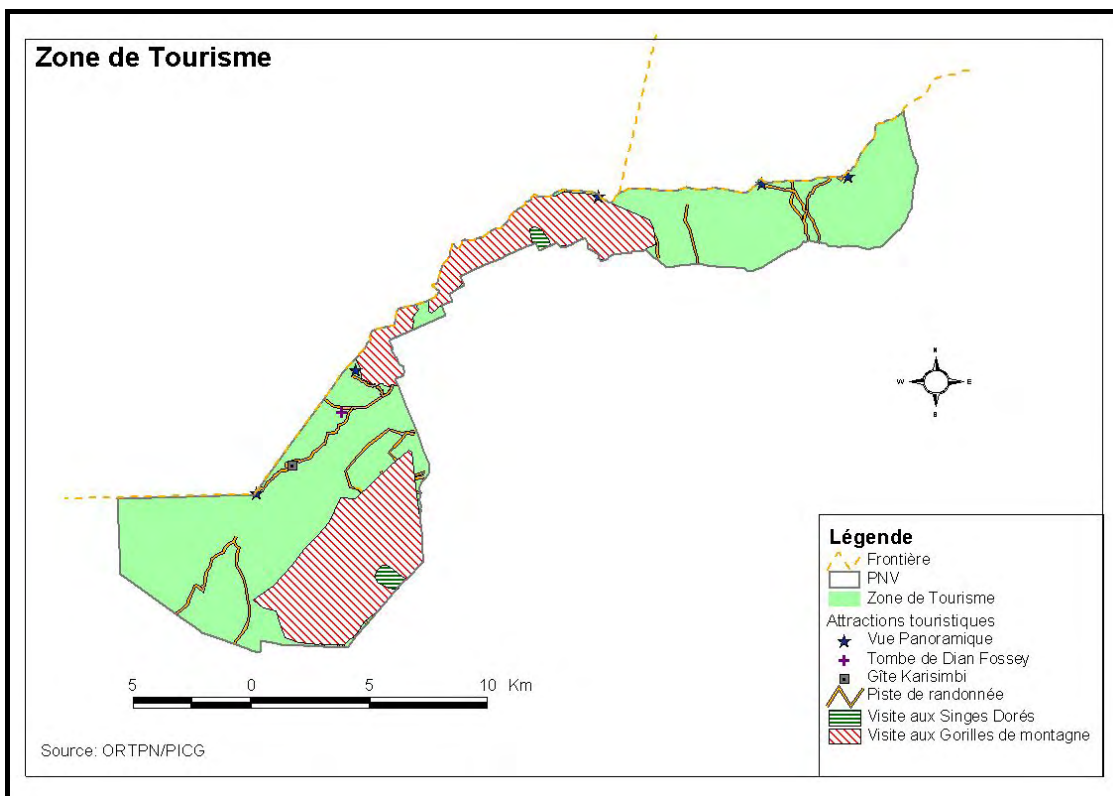 Zone de Tourisme
N
W E
S
Légende
Frontière
PNV
Zone de Tourisme
Attractions touristiques
Vue Panoramique
Tombe de Dian Fossey
Gîte Karisimbi
Piste de randonnée
Visite aux Singes Dorés
Visite aux Gorilles de montagne
5 0 5 10 Km
Source: ORTPN/PICG